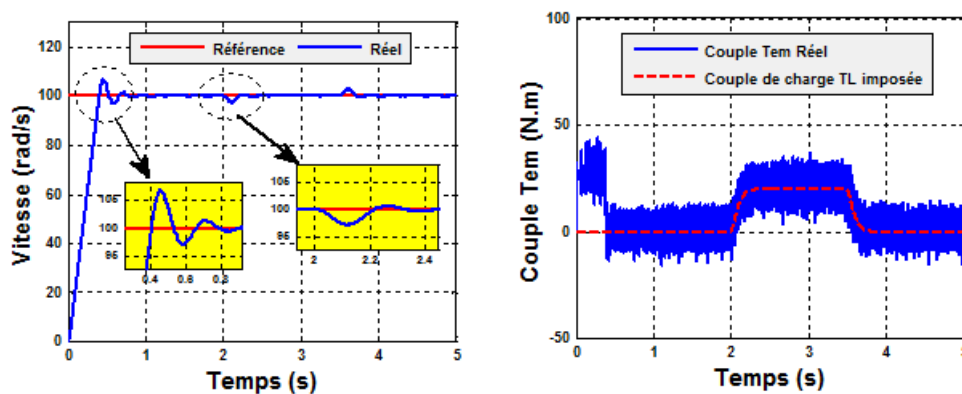 120
100
80
60
40
20
0
Vitesse (rad/s)
Référence
Réel
105
100
95
0.4 0.6 0.8
105
100
95
2 2.2 2.4
0 1 2 3 4 5
Temps (s)
100
50
0
-50
Couple Tem (N.m)
Couple Tem Réel
Couple de charge TL imposée
0 1 2 3 4
Temps (s)